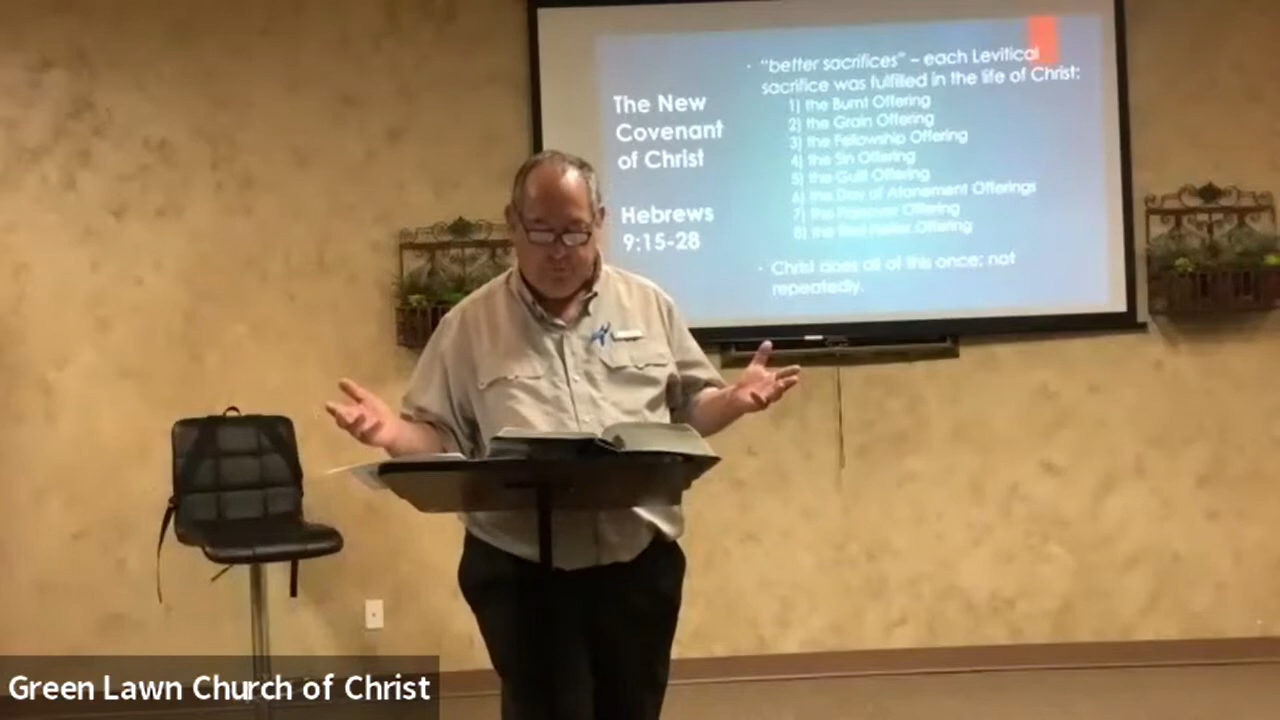 The New
Covenant
of Christ
Hebrews
9:15-28
· "better sacrifices" – each Levitical
sacrifice was fulfilled in the life of Christ:
1) the Burnt Offering
2) the Grain Offering
3) the Fellowship Offering
4) the Sin Offering
5) the Guilt Offering
6) the Day of Atonement Offerings
7) the Passover Offering
8) the Red Heifer Offering
· Christ does all of this once; not
repeatedly.
Green Lawn Church of Christ